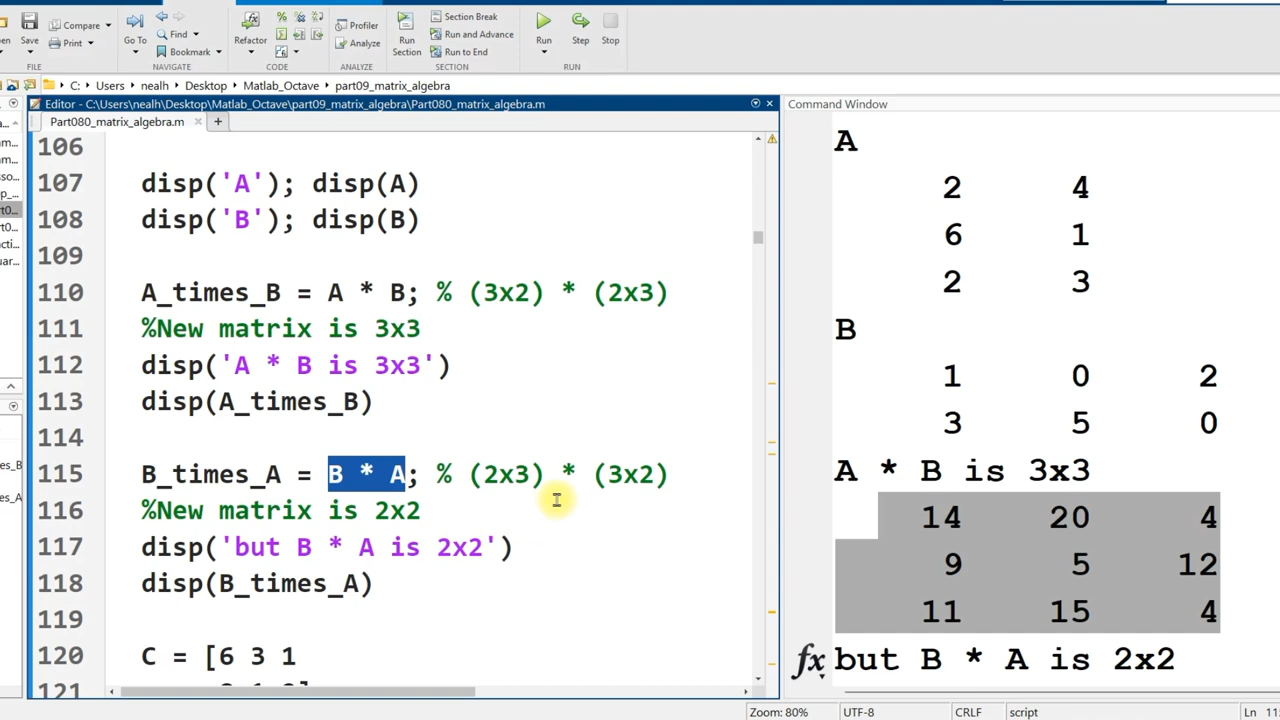 Compare
Section Break
Profiler
Find
Run and Advance
Save
Print
Go To
Bookmark
Refactor
Analyze
Run
Section
Run to End
Run
Step
Stop
FILE
NAVIGATE
CODE
SECTION
RUN
C: Users nealh Desktop Matlab_Octave part09_matrix_algebra
Editor - C:\Users\nealh\Desktop\Matlab_Octave\part09_matrix_algebra\Part080_matrix_algebra.m
Part080_matrix_algebra.m
106
107 disp('A'); disp(A)
108 disp('B'); disp(B)
109
110 A_times_B = A * B; % (3x2) * (2x3)
111 %New matrix is 3x3
112 disp('A * B is 3x3')
113 disp(A_times_B)
114
115 B_times_A = B * A; % (2x3) * (3x2)
116 %New matrix is 2x2
117 disp('but B * A is 2x2')
118 disp(B_times_A)
119
120 C = [6 3 1
Command Window
A
2 4
6 1
2 3
B
1 0 2
3 5 0
A * B is 3x3
14 20 4
9 5 12
11 15 4
fx but B * A is 2x2
Zoom: 80% UTF-8 CRLF script